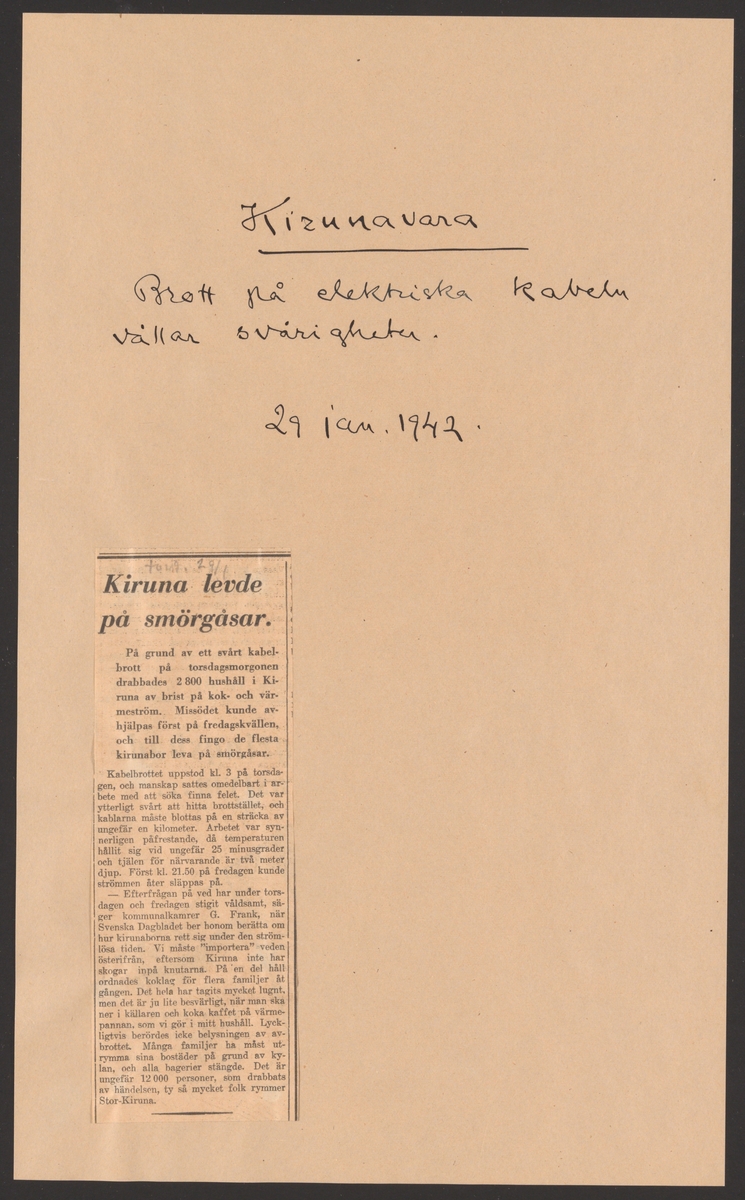 Kirunavara
Brott på elektriska kabeln
vållar svårigheter.
29 jan. 1942.
29/1
Kiruna levde
på smörgåsar.
På grund av ett svårt kabel-
brott på torsdagsmorgonen
drabbades 2 800 hushåll i Ki-
runa av brist på kok- och vär-
meström. Missödet kunde av-
hjälpas först på fredagskvällen,
och till dess fingo de flesta
kirunabor leva på smörgåsar.
Kabelbrottet uppstod kl. 3 på torsda-
gen, och manskap sattes omedelbart i ar-
bete med att söka finna felet. Det var
ytterligt svårt att hitta brottstället, och
kablarna måste blottas på en sträcka av
ungefär en kilometer. Arbetet var syn-
nerligen påfrestande, då temperaturen
hållit sig vid ungefär 25 minusgrader
och tjälen för närvarande är två meter
djup. Först kl. 21.50 på fredagen kunde
strömmen åter släppas på.
— Efterfrågan på ved har under tors-
dagen och fredagen stigit våldsamt, sä-
ger kommunalkamrer G. Frank, när
Svenska Dagbladet ber honom berätta om
hur kirunaborna rett sig under den ström-
lösa tiden. Vi måste "importera" veden
österifrån, eftersom Kiruna inte har
skogar inpå knutarna. På en del håll
ordnades koklag för flera familjer åt
gången. Det hela har tagits mycket lugnt,
men det är ju lite besvärligt, när man ska
ner i källaren och koka kaffet på värme-
pannan, som vi gör i mitt hushåll. Lyck-
ligtvis berördes icke belysningen av av-
brottet. Många familjer ha måst ut-
rymma sina bostäder på grund av ky-
lan, och alla bagerier stängde. Det är
ungefär 12 000 personer, som drabbats
av händelsen, ty så mycket folk rymmer
Stor-Kiruna.